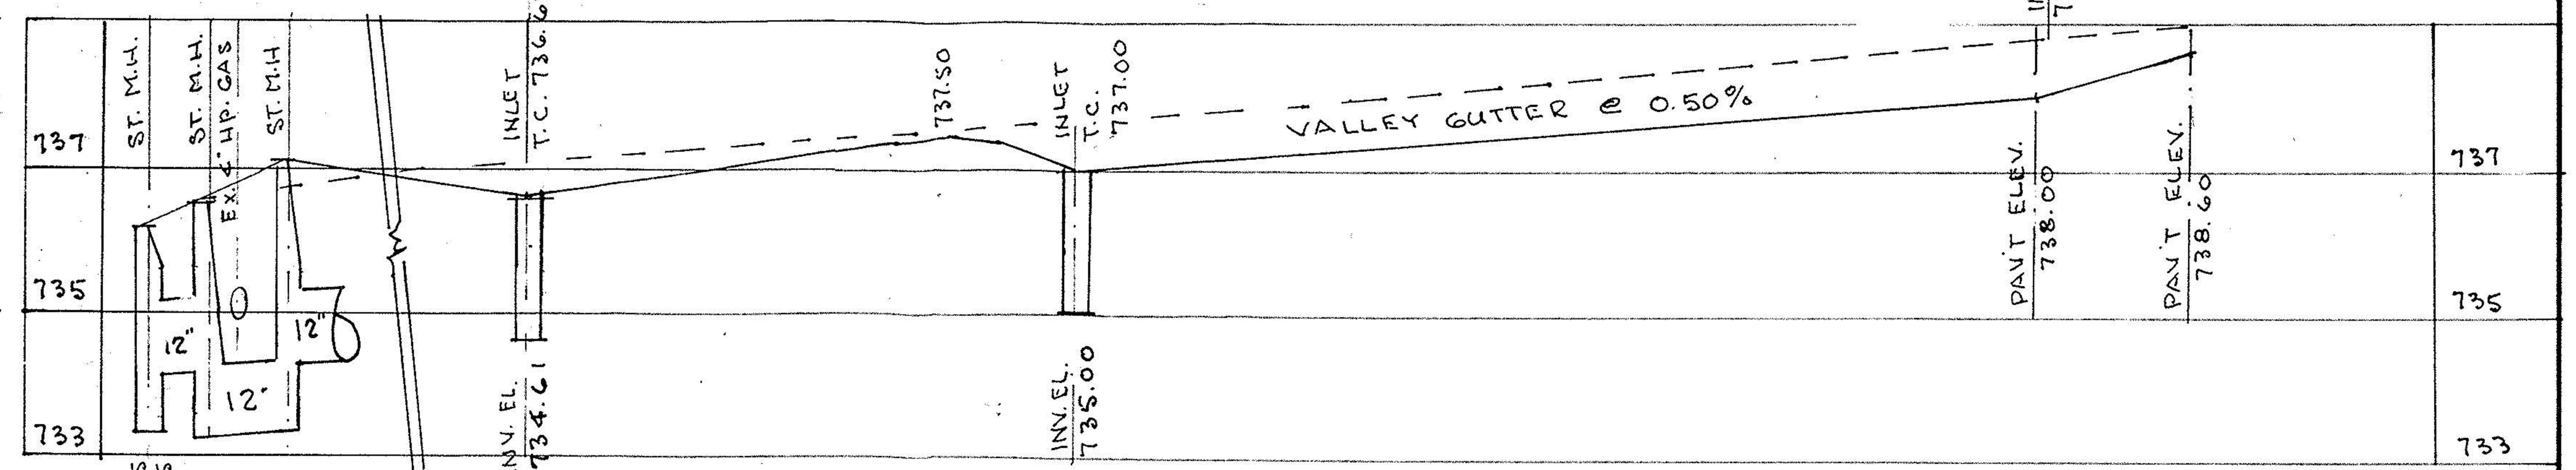 ST. M.H.
ST. M.H.
EX. 4" HP. GAS
ST. M.H
INLET
T.C. 736.6
737.50
INLET
T.C.
737.00
VALLEY GUTTER @ 0.50%
PAV'T ELEV.
738.00
PAV'T ELEV.
738.60
737
737
735
735
12"
12"
12"
INV. EL.
734.61
INV. EL.
735.00
733
733